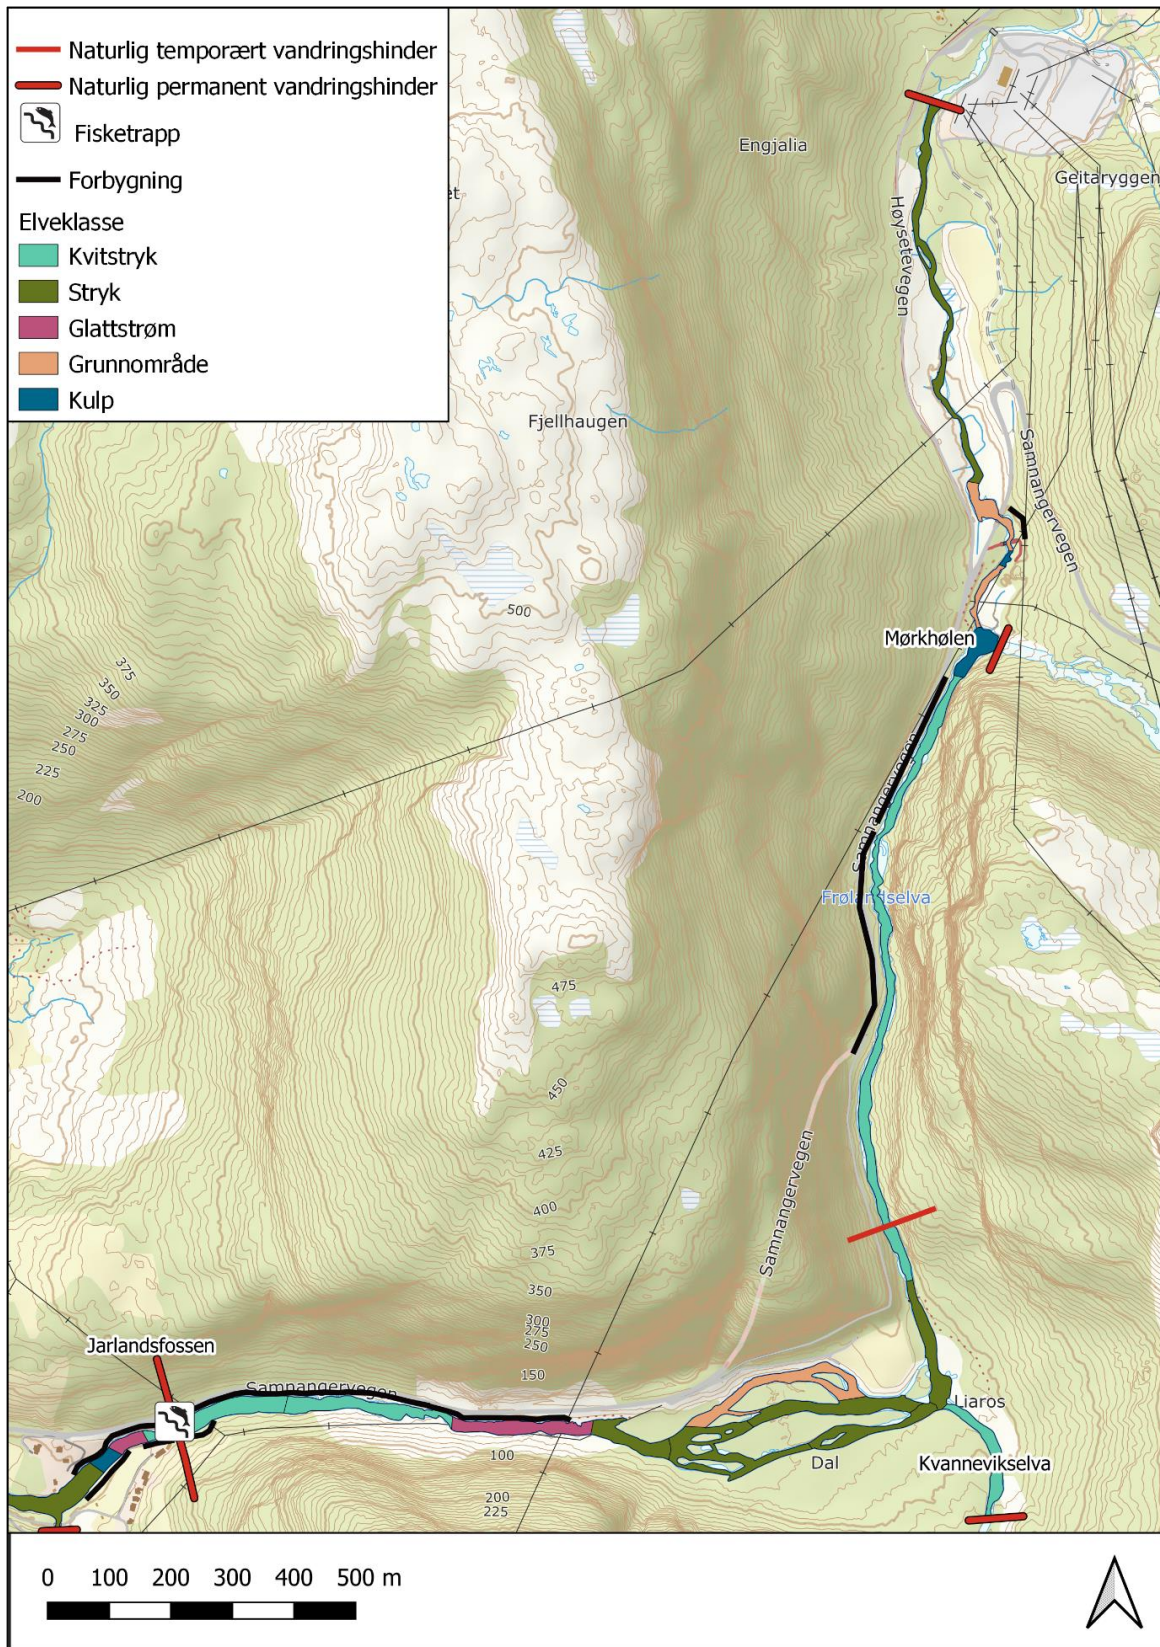 Naturlig temporært vandringshinder
Naturlig permanent vandringshinder
Fisketrapp
Forbygning
Elveklasse
Kvitstryk
Stryk
Glattstrøm
Grunnområde
Kulp
et
Engjalia
Geitaryggen
Høysetevegen
Fjellhaugen
Samnangervegen
500
Mørkhølen
375
350
325
300
275
250
225
200
Samnangervegen
Frølandselva
475
450
425
400
375
350
300
275
250
150
Samnangervegen
Jarlandsfossen
Samnangervegen
Liaros
100
Dal
Kvannevikselva
200
225
0 100 200 300 400 500 m